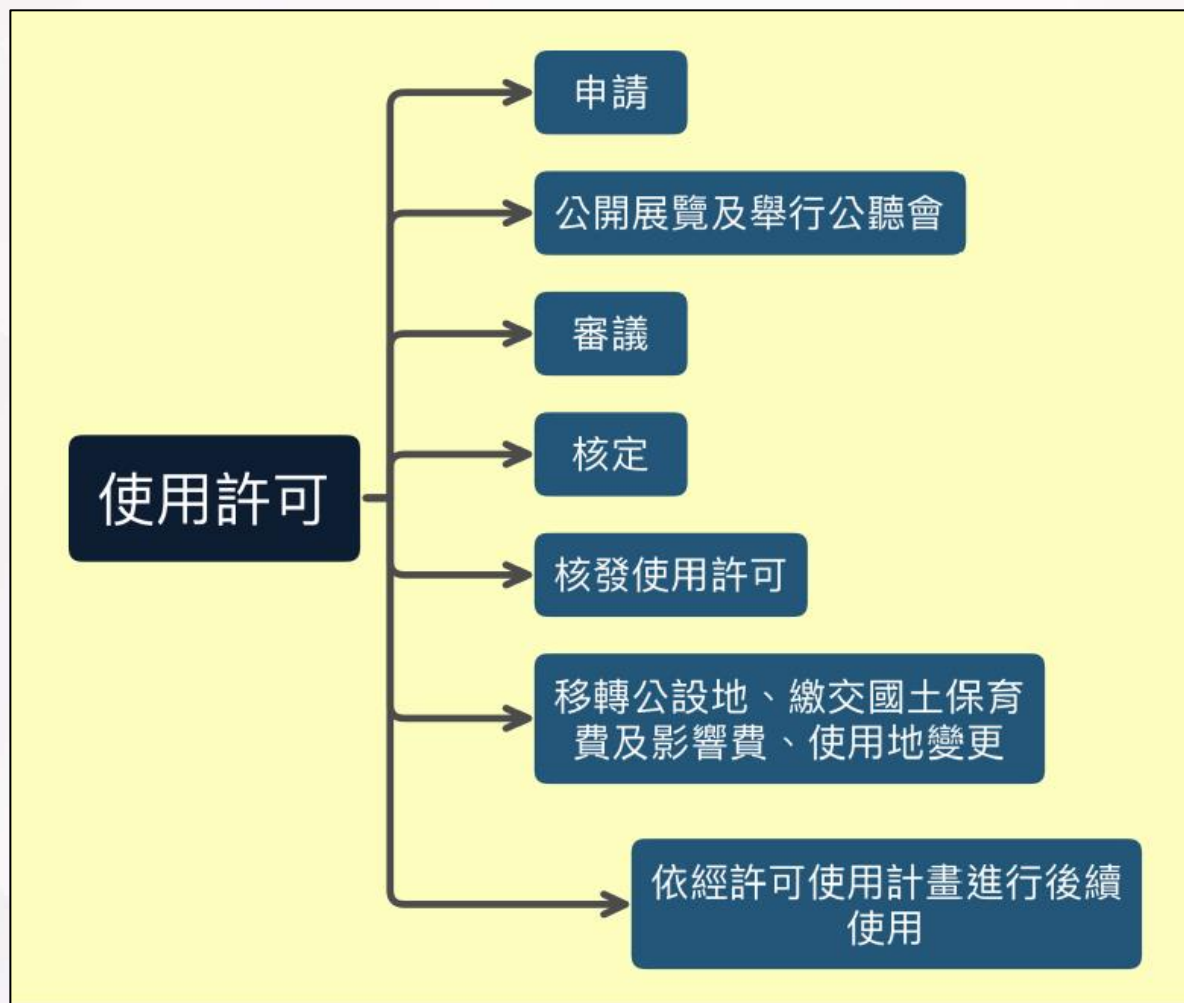 申請
公開展覽及舉行公聽會
審議
核定
使用許可
核發使用許可
移轉公設地、繳交國土保育
費及影響費、使用地變更
依經許可使用計畫進行後續
使用